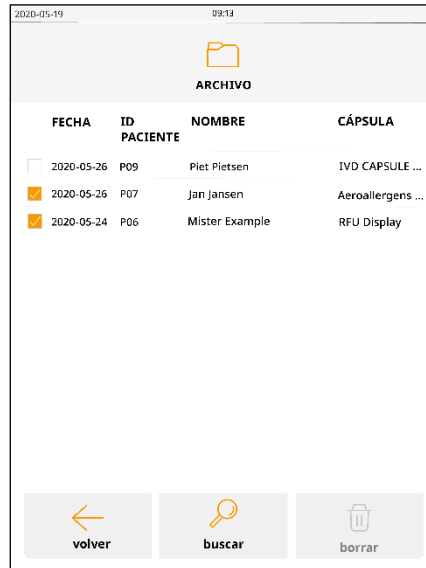 2020-05-19 09:13
ARCHIVO
FECHA ID PACIENTE NOMBRE CÁPSULA
2020-05-26 P09 Piet Pietsen IVD CAPSULE ...
2020-05-26 P07 Jan Jansen Aeroallergens ...
2020-05-24 P06 Mister Example RFU Display
volver buscar borrar